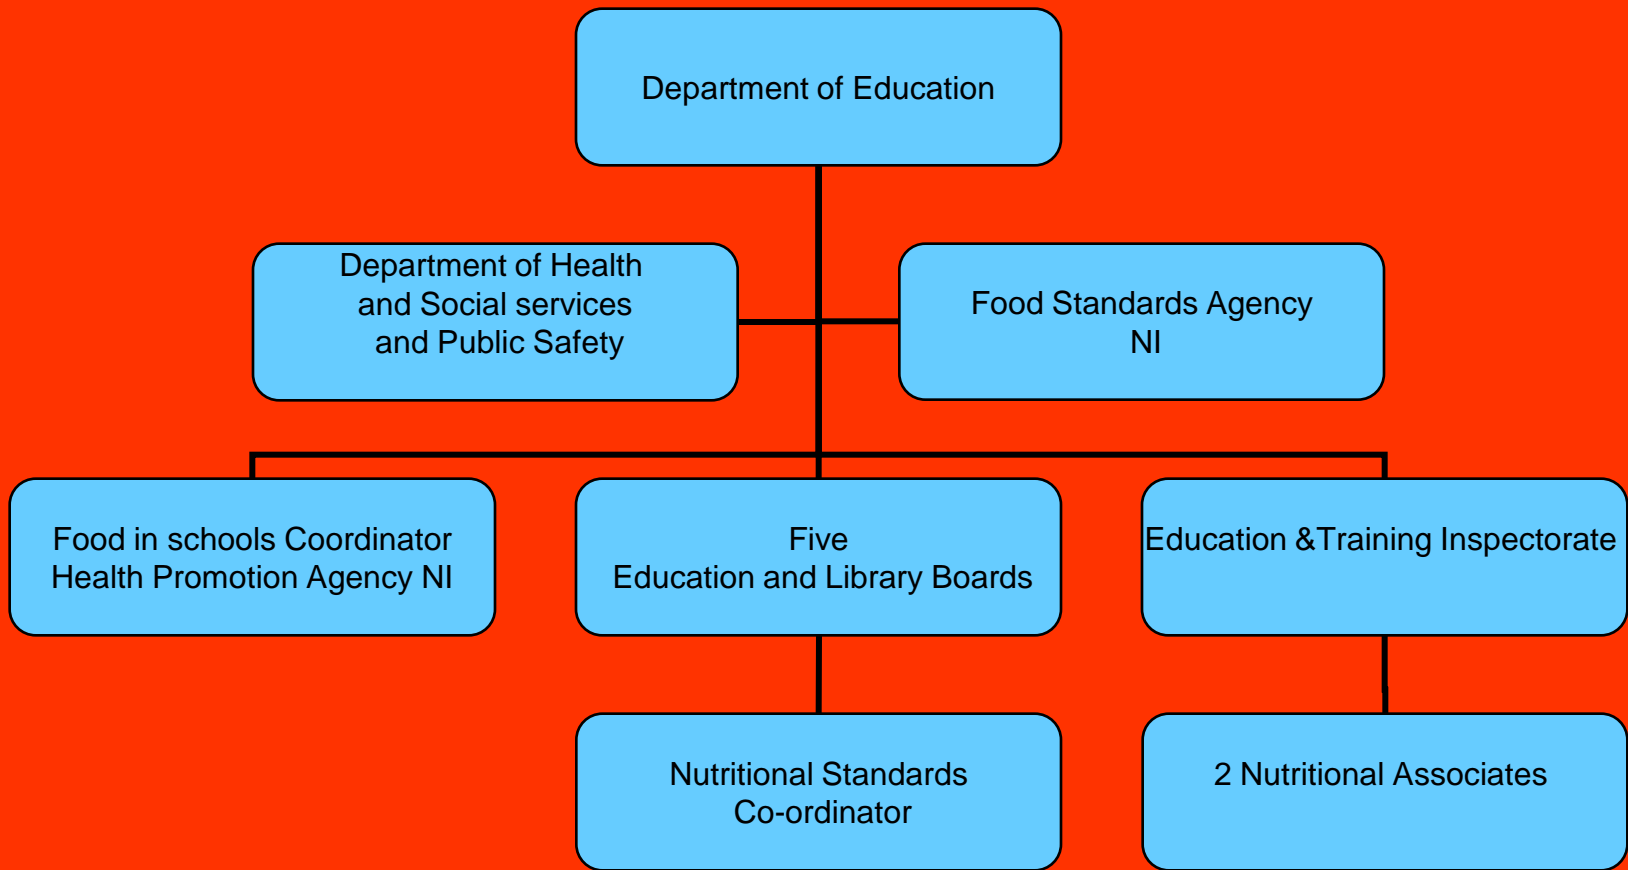 Department of Education
Department of Health
and Social services
and Public Safety
Food Standards Agency
NI
Food in schools Coordinator
Health Promotion Agency NI
Five
Education and Library Boards
Education &Training Inspectorate
Nutritional Standards
Co-ordinator
2 Nutritional Associates